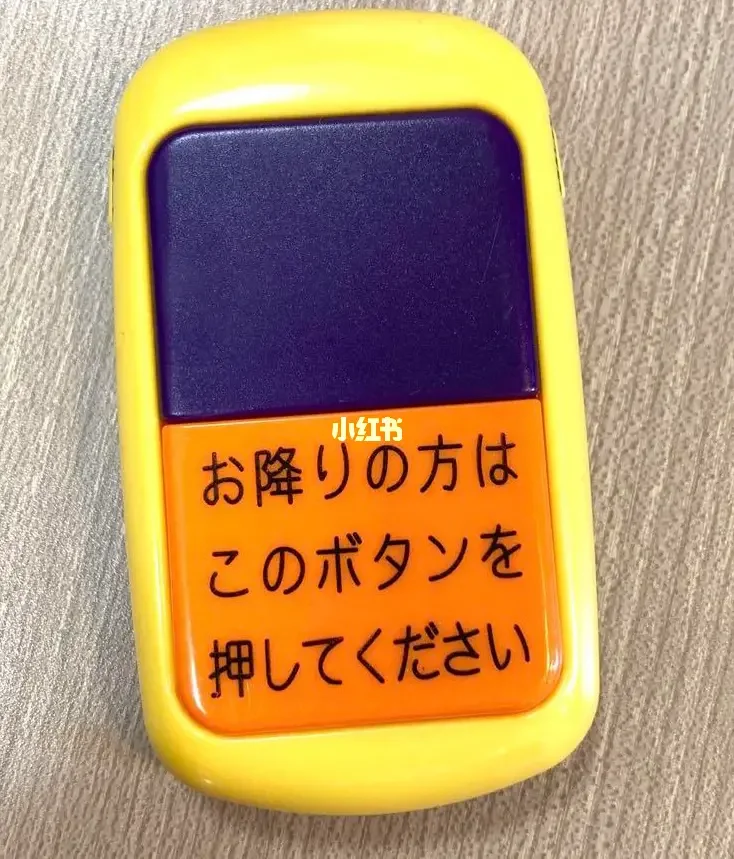 小红书
お降りの方は
このボタンを
押してください